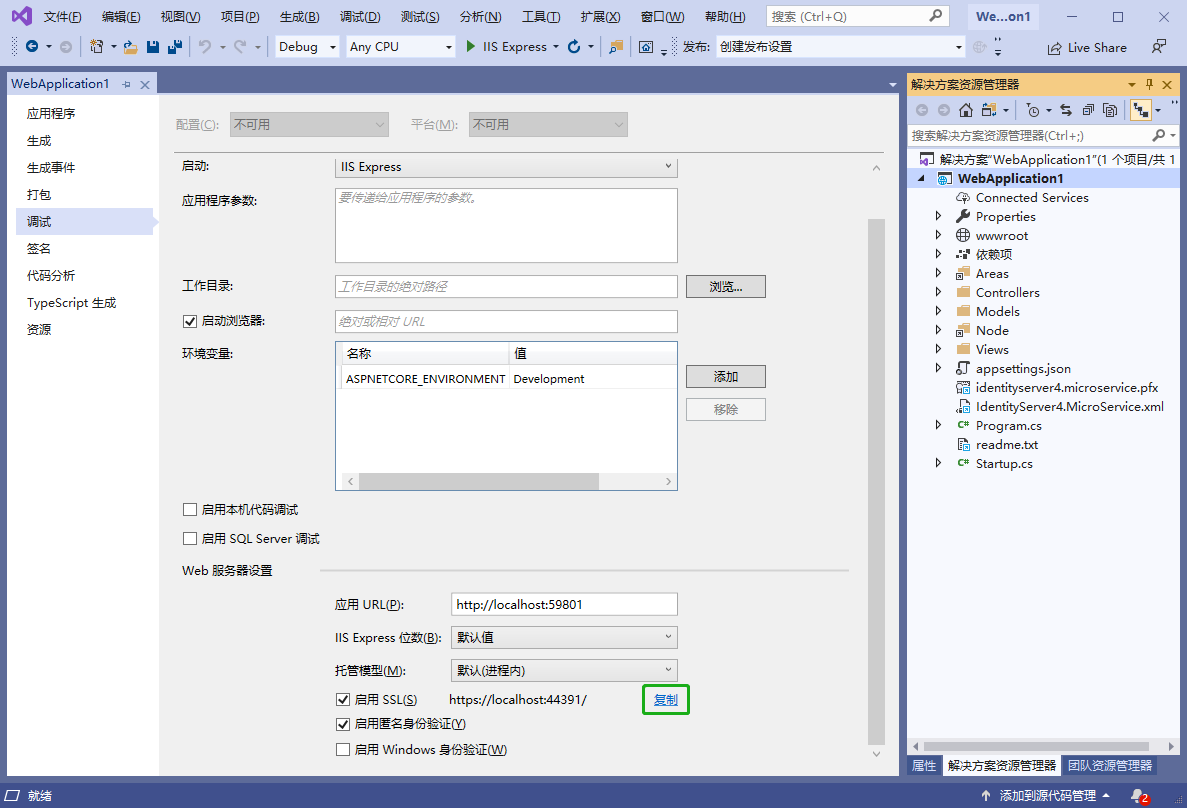 文件(F) 编辑(E) 视图(V) 项目(P) 生成(B) 调试(D) 测试(S) 分析(N) 工具(T) 扩展(X) 窗口(W) 帮助(H) 搜索 (Ctrl+Q) We...on1
Debug Any CPU IIS Express 发布: 创建发布设置 Live Share
WebApplication1
应用程序
生成
生成事件
打包
调试
签名
代码分析
TypeScript 生成
资源
配置(C): 不可用 平台(M): 不可用
启动: IIS Express
应用程序参数: 要传递给应用程序的参数。
工作目录: 工作目录的绝对路径 浏览...
启动浏览器: 绝对或相对 URL
环境变量: 名称 值
ASPNETCORE_ENVIRONMENT Development
添加
移除
启用本机代码调试
启用 SQL Server 调试
Web 服务器设置
应用 URL(P): http://localhost:59801
IIS Express 位数(B): 默认值
托管模型(M): 默认(进程内)
启用 SSL(S) https://localhost:44391/ 复制
启用匿名身份验证(Y)
启用 Windows 身份验证(W)
解决方案资源管理器
搜索解决方案资源管理器(Ctrl+;)
解决方案"WebApplication1"(1 个项目/共 1
WebApplication1
Connected Services
Properties
wwwroot
依赖项
Areas
Controllers
Models
Node
Views
appsettings.json
identityserver4.microservice.pfx
IdentityServer4.MicroService.xml
C# Program.cs
readme.txt
C# Startup.cs
属性 解决方案资源管理器 团队资源管理器
就绪 添加到源代码管理 2